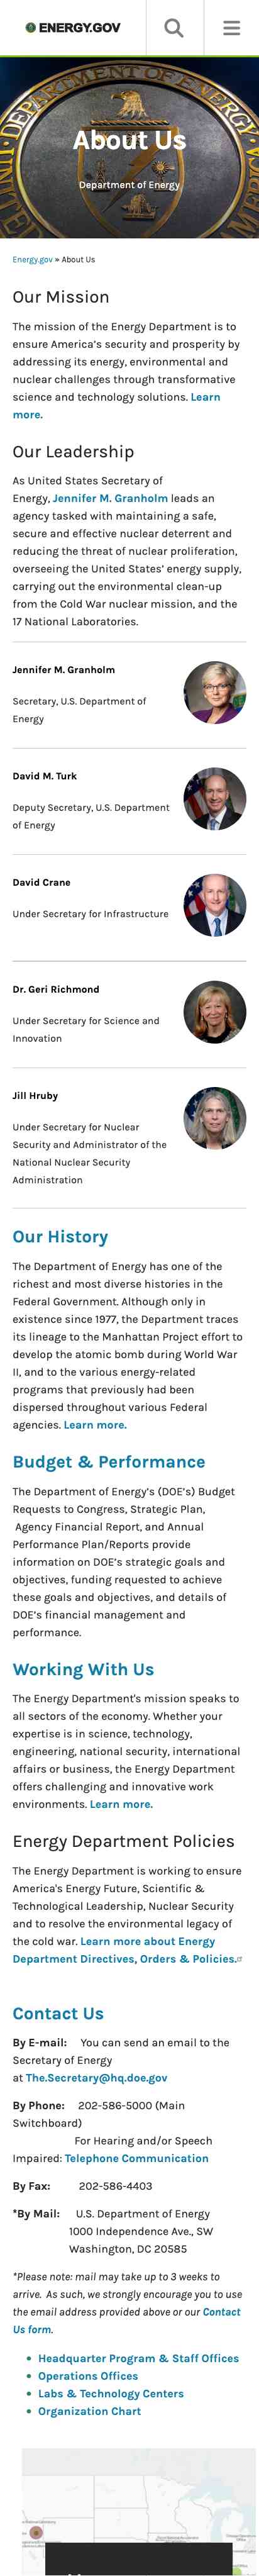 ENERGY.GOV
About Us
Department of Energy
Energy.gov » About Us
Our Mission
The mission of the Energy Department is to
ensure America's security and prosperity by
addressing its energy, environmental and
nuclear challenges through transformative
science and technology solutions. Learn
more.
Our Leadership
As United States Secretary of
Energy, Jennifer M. Granholm leads an
agency tasked with maintaining a safe,
secure and effective nuclear deterrent and
reducing the threat of nuclear proliferation,
overseeing the United States' energy supply,
carrying out the environmental clean-up
from the Cold War nuclear mission, and the
17 National Laboratories.
Jennifer M. Granholm
Secretary, U.S. Department of
Energy
David M. Turk
Deputy Secretary, U.S. Department
of Energy
David Crane
Under Secretary for Infrastructure
Dr. Geri Richmond
Under Secretary for Science and
Innovation
Jill Hruby
Under Secretary for Nuclear
Security and Administrator of the
National Nuclear Security
Administration
Our History
The Department of Energy has one of the
richest and most diverse histories in the
Federal Government. Although only in
existence since 1977, the Department traces
its lineage to the Manhattan Project effort to
develop the atomic bomb during World War
II, and to the various energy-related
programs that previously had been
dispersed throughout various Federal
agencies. Learn more.
Budget & Performance
The Department of Energy's (DOE's) Budget
Requests to Congress, Strategic Plan,
Agency Financial Report, and Annual
Performance Plan/Reports provide
information on DOE's strategic goals and
objectives, funding requested to achieve
these goals and objectives, and details of
DOE's financial management and
performance.
Working With Us
The Energy Department's mission speaks to
all sectors of the economy. Whether your
expertise is in science, technology,
engineering, national security, international
affairs or business, the Energy Department
offers challenging and innovative work
environments. Learn more.
Energy Department Policies
The Energy Department is working to ensure
America's Energy Future, Scientific &
Technological Leadership, Nuclear Security
and to resolve the environmental legacy of
the cold war. Learn more about Energy
Department Directives, Orders & Policies.
Contact Us
By E-mail: You can send an email to the
Secretary of Energy
at The.Secretary@hq.doe.gov
By Phone: 202-586-5000 (Main
Switchboard)
For Hearing and/or Speech
Impaired: Telephone Communication
By Fax: 202-586-4403
*By Mail: U.S. Department of Energy
1000 Independence Ave., SW
Washington, DC 20585
*Please note: mail may take up to 3 weeks to
arrive. As such, we strongly encourage you to use
the email address provided above or our Contact
Us form.
Headquarter Program & Staff Offices
Operations Offices
Labs & Technology Centers
Organization Chart